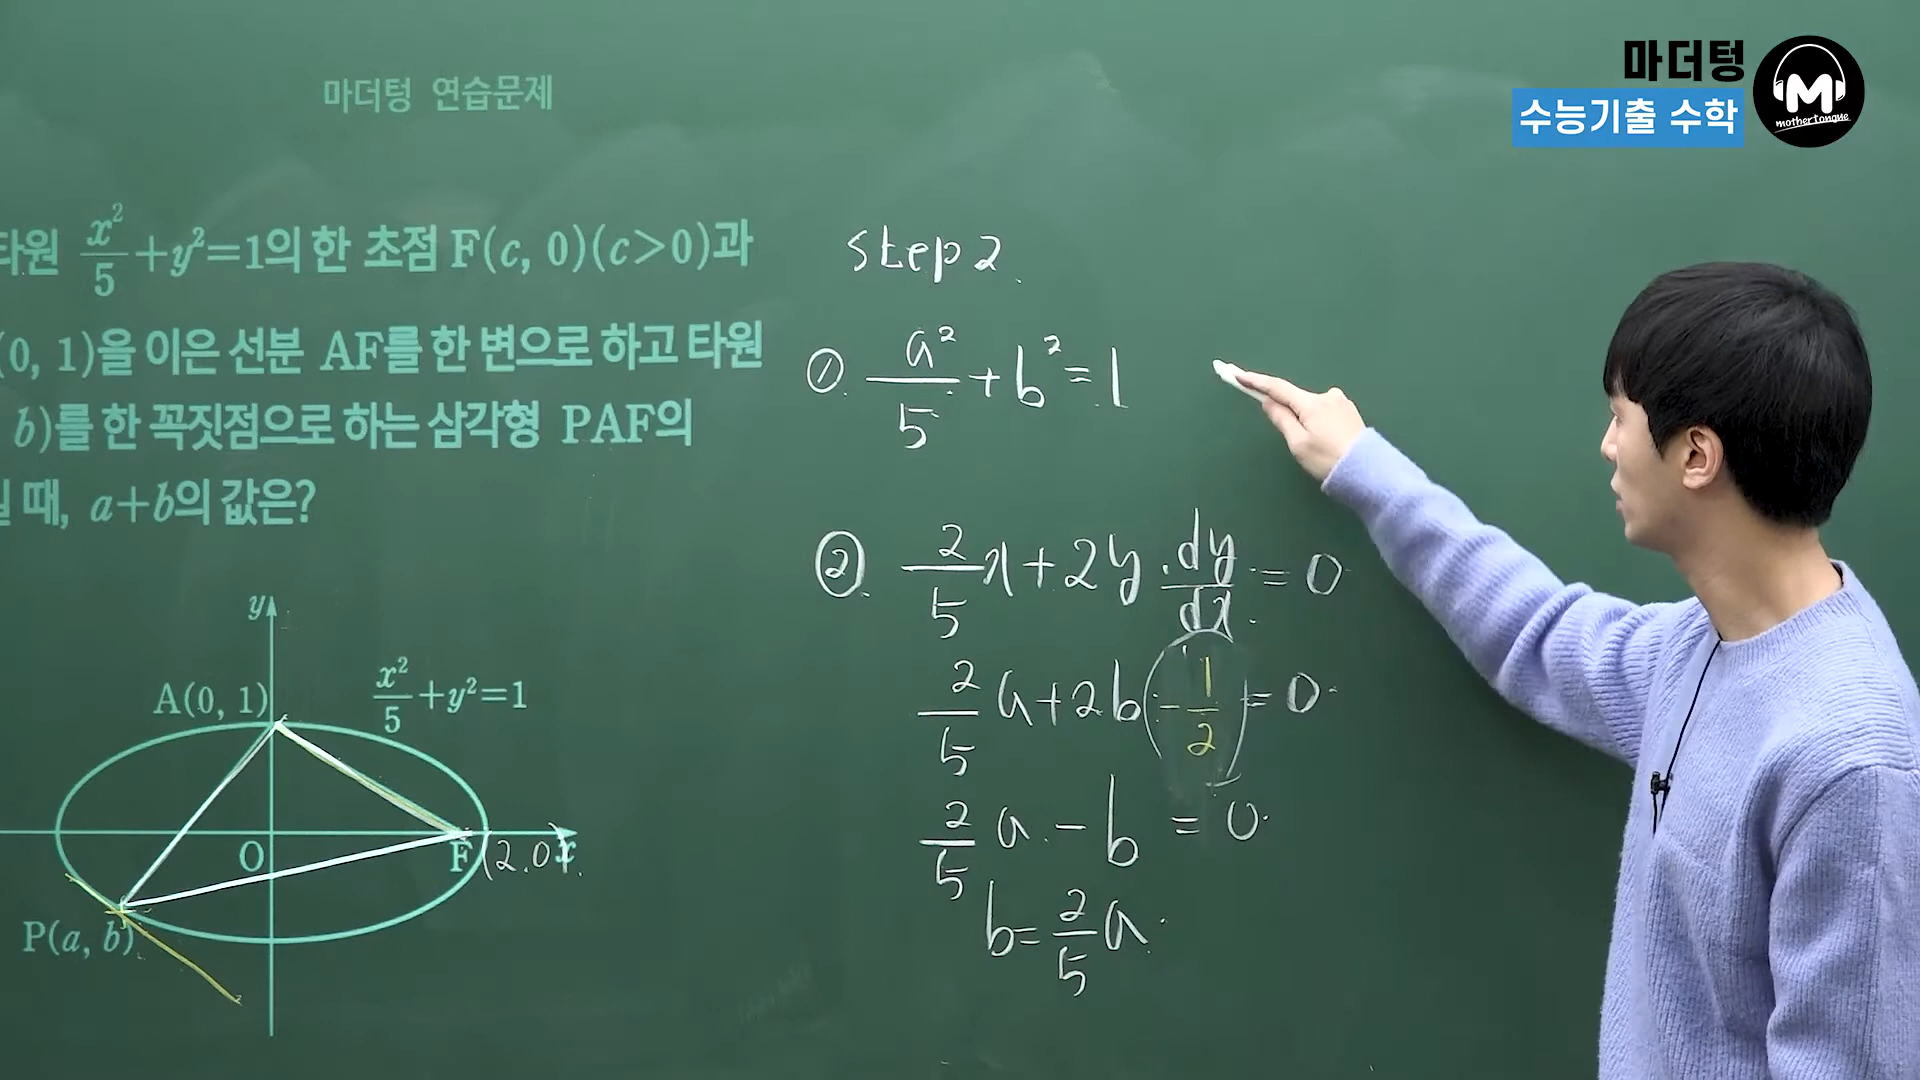 마더텅
수능기출 수학
M
mothertongue
마더텅 연습문제
타원 x²/5+y²=1의 한 초점 F(c, 0)(c>0)과
(0, 1)을 이은 선분 AF를 한 변으로 하고 타원
b)를 한 꼭짓점으로 하는 삼각형 PAF의
때, a+b의 값은?
y
A(0, 1)
x²/5+y²=1
O
F(2.0)
x
P(a, b)
Step 2.
① a²/5+b²=1
② 2/5x+2y·dy/dx=0
2/5a+2b(-1/2)=0
2/5a-b=0
b=2/5a